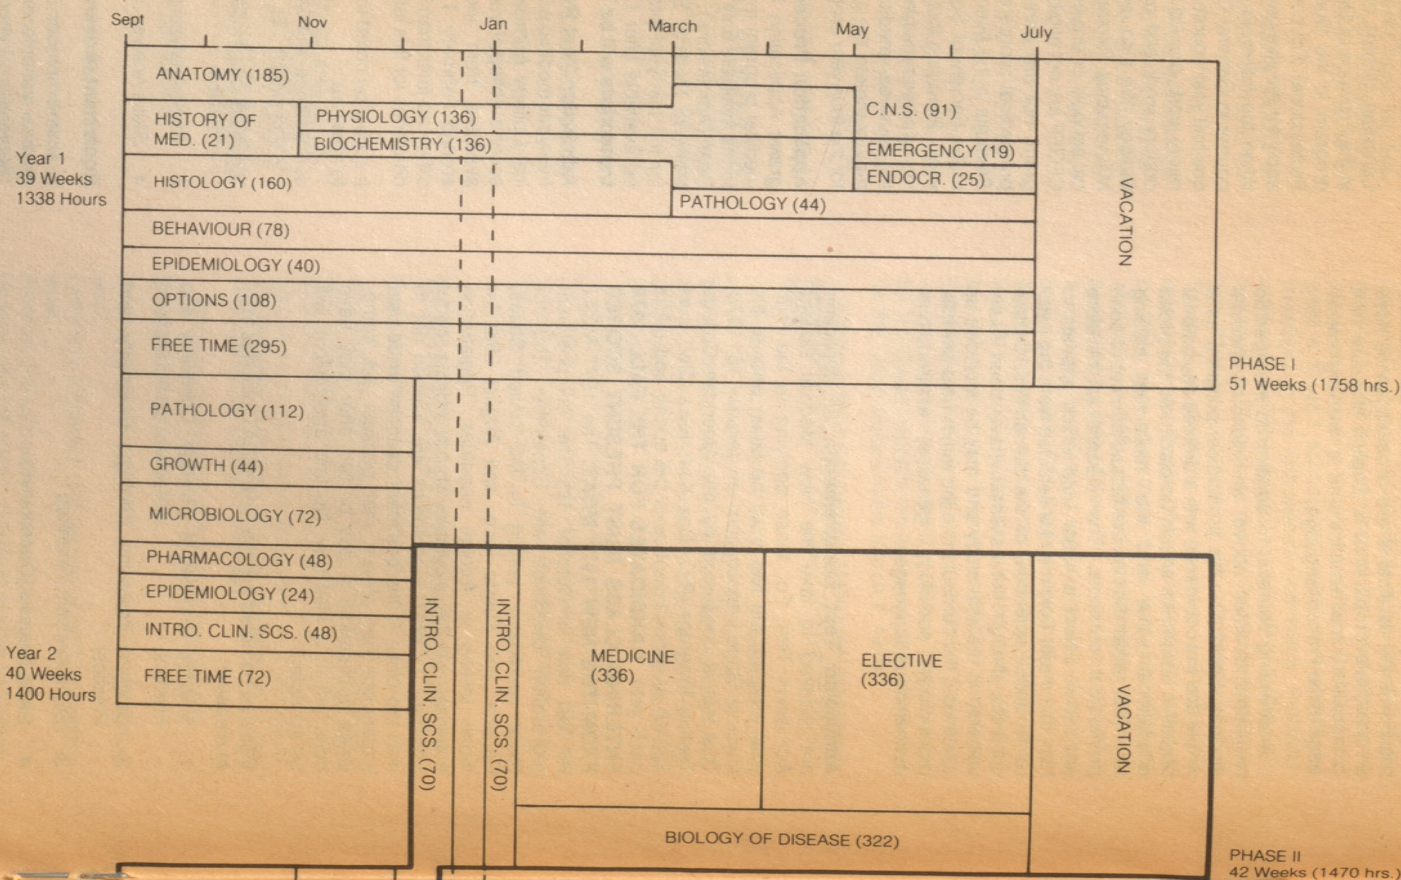 Sept
Nov
Jan
March
May
July
ANATOMY (185)
HISTORY OF
MED. (21)
PHYSIOLOGY (136)
BIOCHEMISTRY (136)
C.N.S. (91)
EMERGENCY (19)
ENDOCR. (25)
Year 1
39 Weeks
1338 Hours
HISTOLOGY (160)
PATHOLOGY (44)
BEHAVIOUR (78)
EPIDEMIOLOGY (40)
OPTIONS (108)
FREE TIME (295)
VACATION
PHASE I
51 Weeks (1758 hrs.)
PATHOLOGY (112)
GROWTH (44)
MICROBIOLOGY (72)
PHARMACOLOGY (48)
EPIDEMIOLOGY (24)
INTRO. CLIN. SCS. (48)
FREE TIME (72)
Year 2
40 Weeks
1400 Hours
INTRO. CLIN. SCS. (70)
INTRO. CLIN. SCS. (70)
MEDICINE
(336)
ELECTIVE
(336)
BIOLOGY OF DISEASE (322)
VACATION
PHASE II
42 Weeks (1470 hrs.)